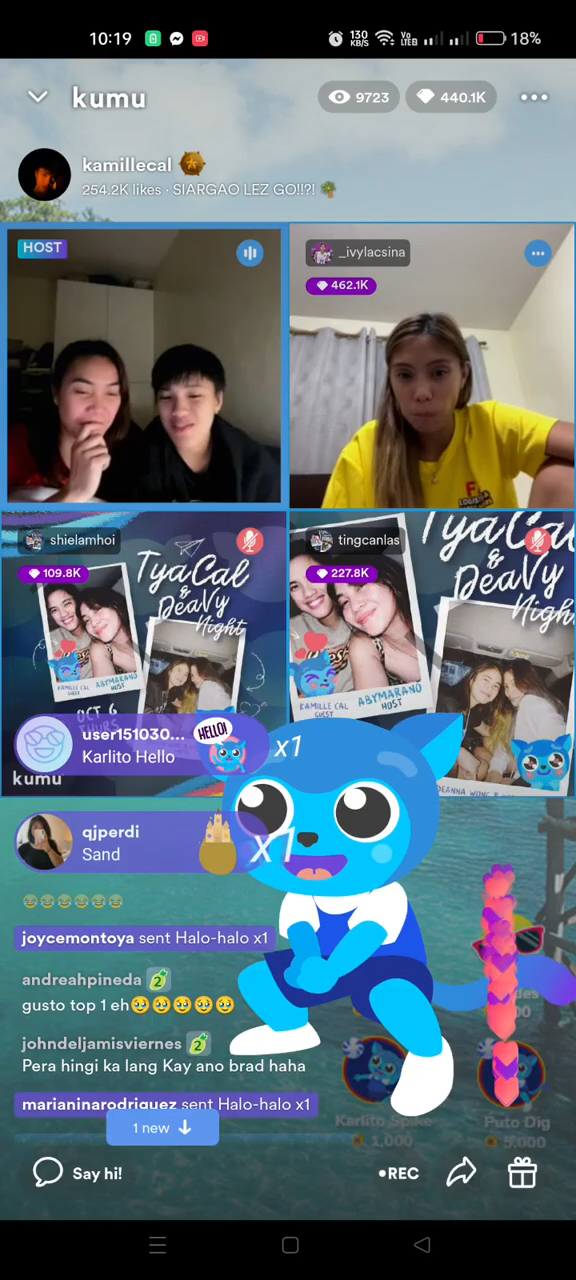 10:19
130 KB/S
Vo LTE
18%
kumu
9723
440.1K
kamillecal
254.2K likes · SIARGAO LEZ GO!!?!
HOST
_ivylacsina
462.1K
shielamhoi
109.8K
TyaCal
& DeaVy
Night
KAMILLE CAL
GUEST
ABYMARANO
HOST
OCT 6
tingcanlas
227.8K
TyaCal
& DeaVy
Night
KAMILLE CAL
GUEST
ABYMARANO
HOST
user151030...
Karlito Hello
HELLO!
x1
kumu
qjperdi
Sand
x1
joycemontoya sent Halo-halo x1
andreahpineda 2
gusto top 1 eh🥹🥹🥹🥹🥹
johndeljamisviernes 2
Pera hingi ka lang Kay ano brad haha
marianinarodriguez sent Halo-halo x1
1 new
Karlito Spike
1,000
Puto Dig
5,000
Say hi!
•REC